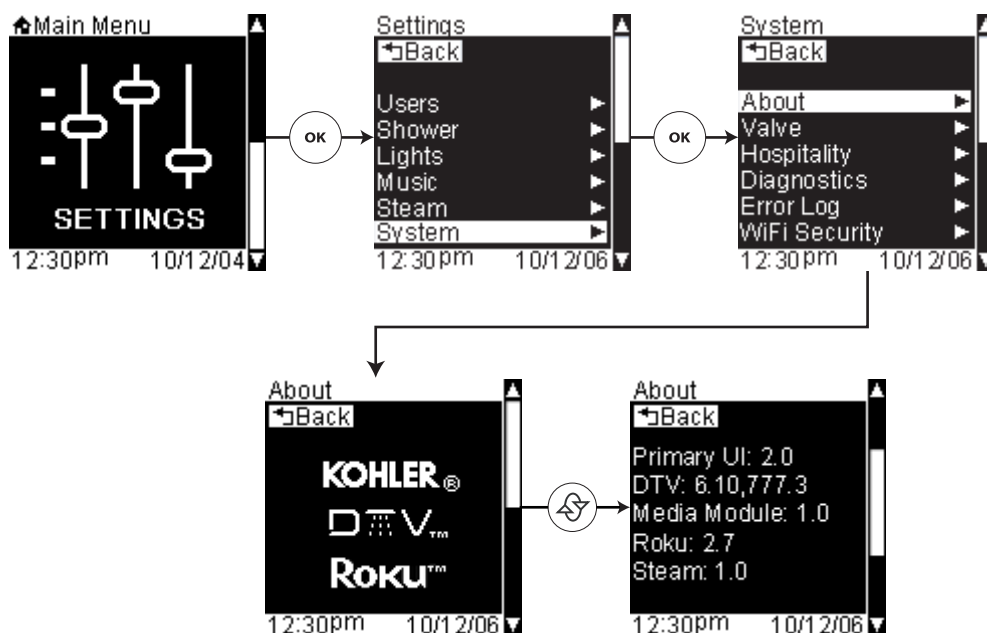 Main Menu
SETTINGS
12:30pm 10/12/04
OK
Settings
Back
Users
Shower
Lights
Music
Steam
System
12:30pm 10/12/06
OK
System
Back
About
Valve
Hospitality
Diagnostics
Error Log
WiFi Security
12:30pm 10/12/06
About
Back
KOHLER®
DTV™
ROKU™
12:30pm 10/12/06
About
Back
Primary UI: 2.0
DTV: 6.10,777.3
Media Module: 1.0
Roku: 2.7
Steam: 1.0
12:30pm 10/12/06